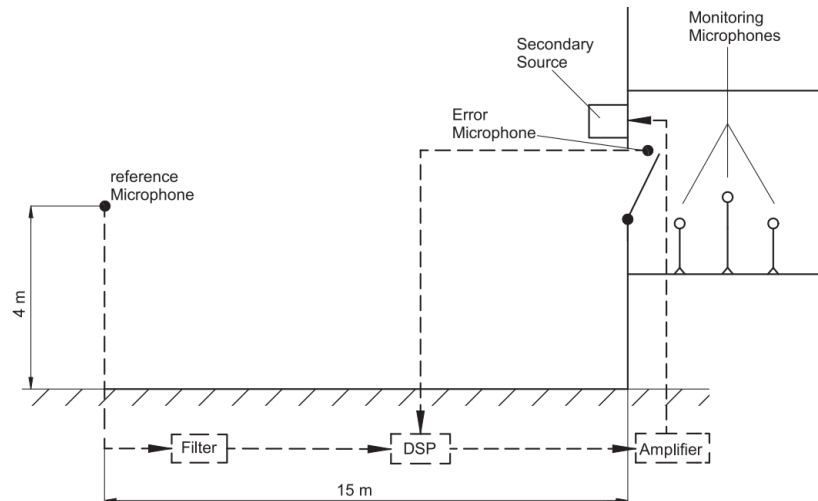 Monitoring
Microphones
Secondary
Source
Error
Microphone
reference
Microphone
4 m
Filter
DSP
Amplifier
15 m